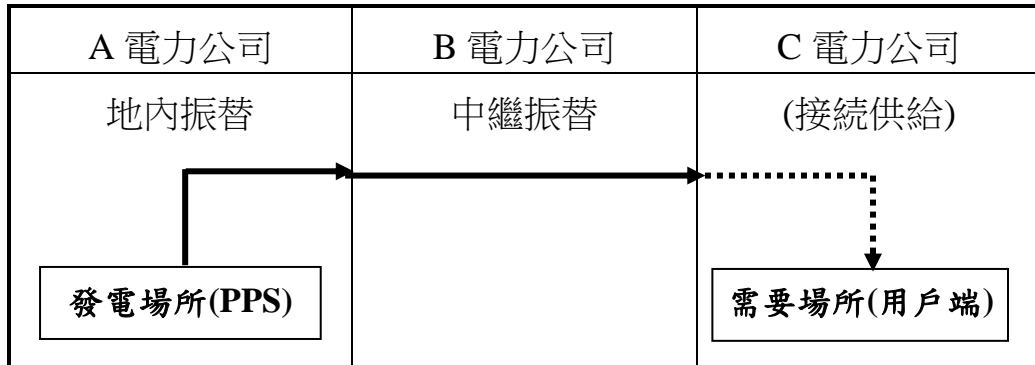 A 電力公司
B 電力公司
C 電力公司
地內振替
中繼振替
(接続供給)
發電場所(PPS)
需要場所(用戶端)